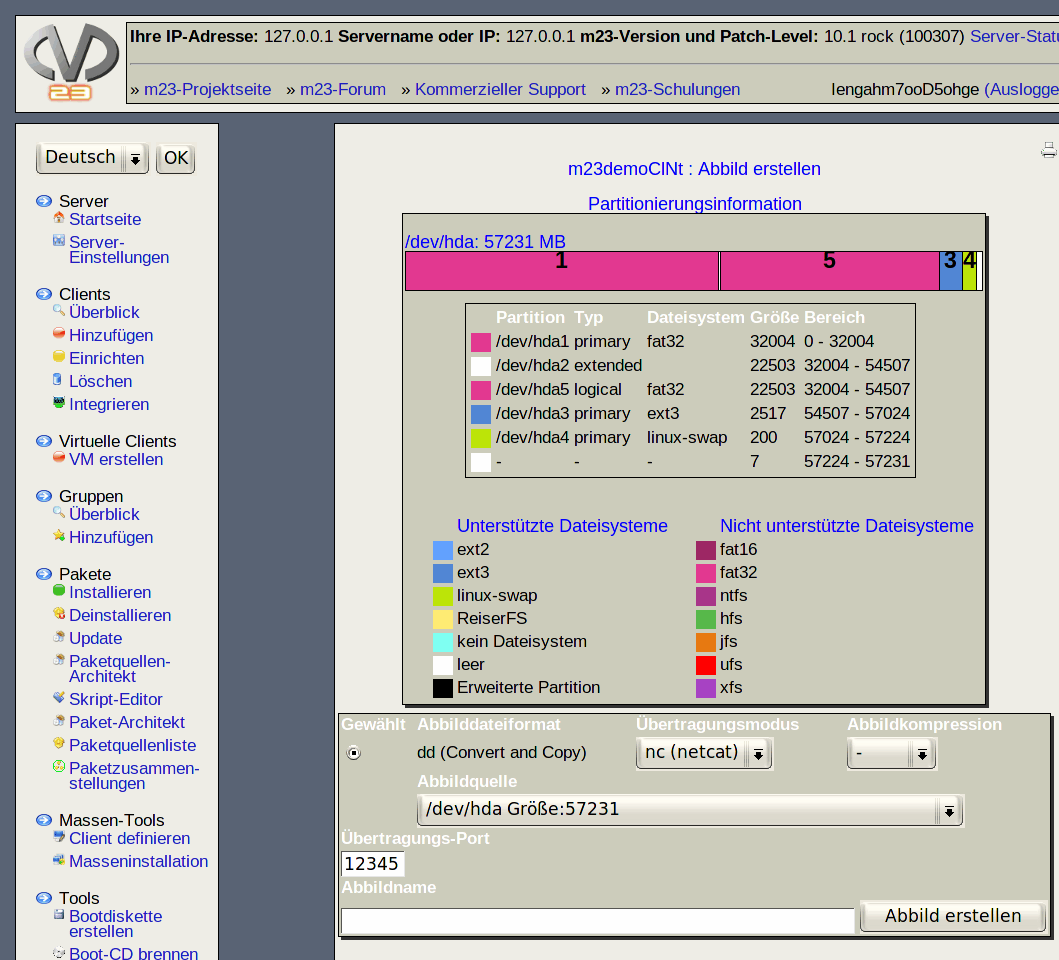 23
Ihre IP-Adresse: 127.0.0.1 Servername oder IP: 127.0.0.1 m23-Version und Patch-Level: 10.1 rock (100307) Server-Statu
» m23-Projektseite » m23-Forum » Kommerzieller Support » m23-Schulungen Iengahm7ooD5ohge (Auslogge
Deutsch OK
Server
Startseite
Server-
Einstellungen
Clients
Überblick
Hinzufügen
Einrichten
Löschen
Integrieren
Virtuelle Clients
VM erstellen
Gruppen
Überblick
Hinzufügen
Pakete
Installieren
Deinstallieren
Update
Paketquellen-
Architekt
Skript-Editor
Paket-Architekt
Paketquellenliste
Paketzusammen-
stellungen
Massen-Tools
Client definieren
Masseninstallation
Tools
Bootdiskette
erstellen
Boot-CD brennen
m23demoClNt : Abbild erstellen
Partitionierungsinformation
/dev/hda: 57231 MB
1 5 3 4
Partition Typ Dateisystem Größe Bereich
/dev/hda1 primary fat32 32004 0 - 32004
/dev/hda2 extended 22503 32004 - 54507
/dev/hda5 logical fat32 22503 32004 - 54507
/dev/hda3 primary ext3 2517 54507 - 57024
/dev/hda4 primary linux-swap 200 57024 - 57224
- - - 7 57224 - 57231
Unterstützte Dateisysteme Nicht unterstützte Dateisysteme
ext2 fat16
ext3 fat32
linux-swap ntfs
ReiserFS hfs
kein Dateisystem jfs
leer ufs
Erweiterte Partition xfs
Gewählt Abbilddateiformat Übertragungsmodus Abbildkompression
dd (Convert and Copy) nc (netcat) -
Abbildquelle
/dev/hda Größe:57231
Übertragungs-Port
12345
Abbildname
Abbild erstellen